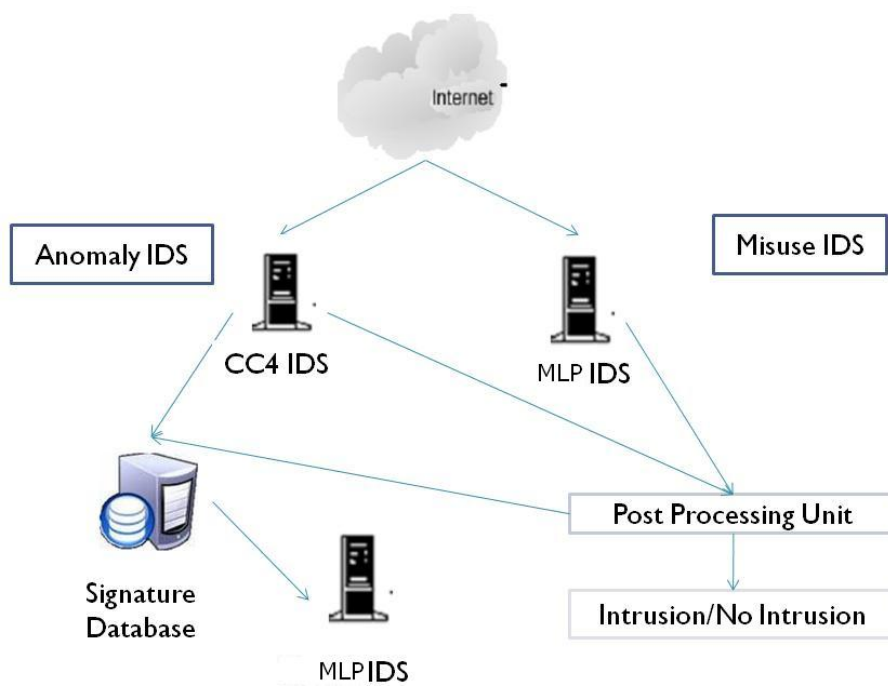 Internet
Anomaly IDS
Misuse IDS
CC4 IDS
MLP IDS
Post Processing Unit
Signature
Database
Intrusion/No Intrusion
MLP IDS